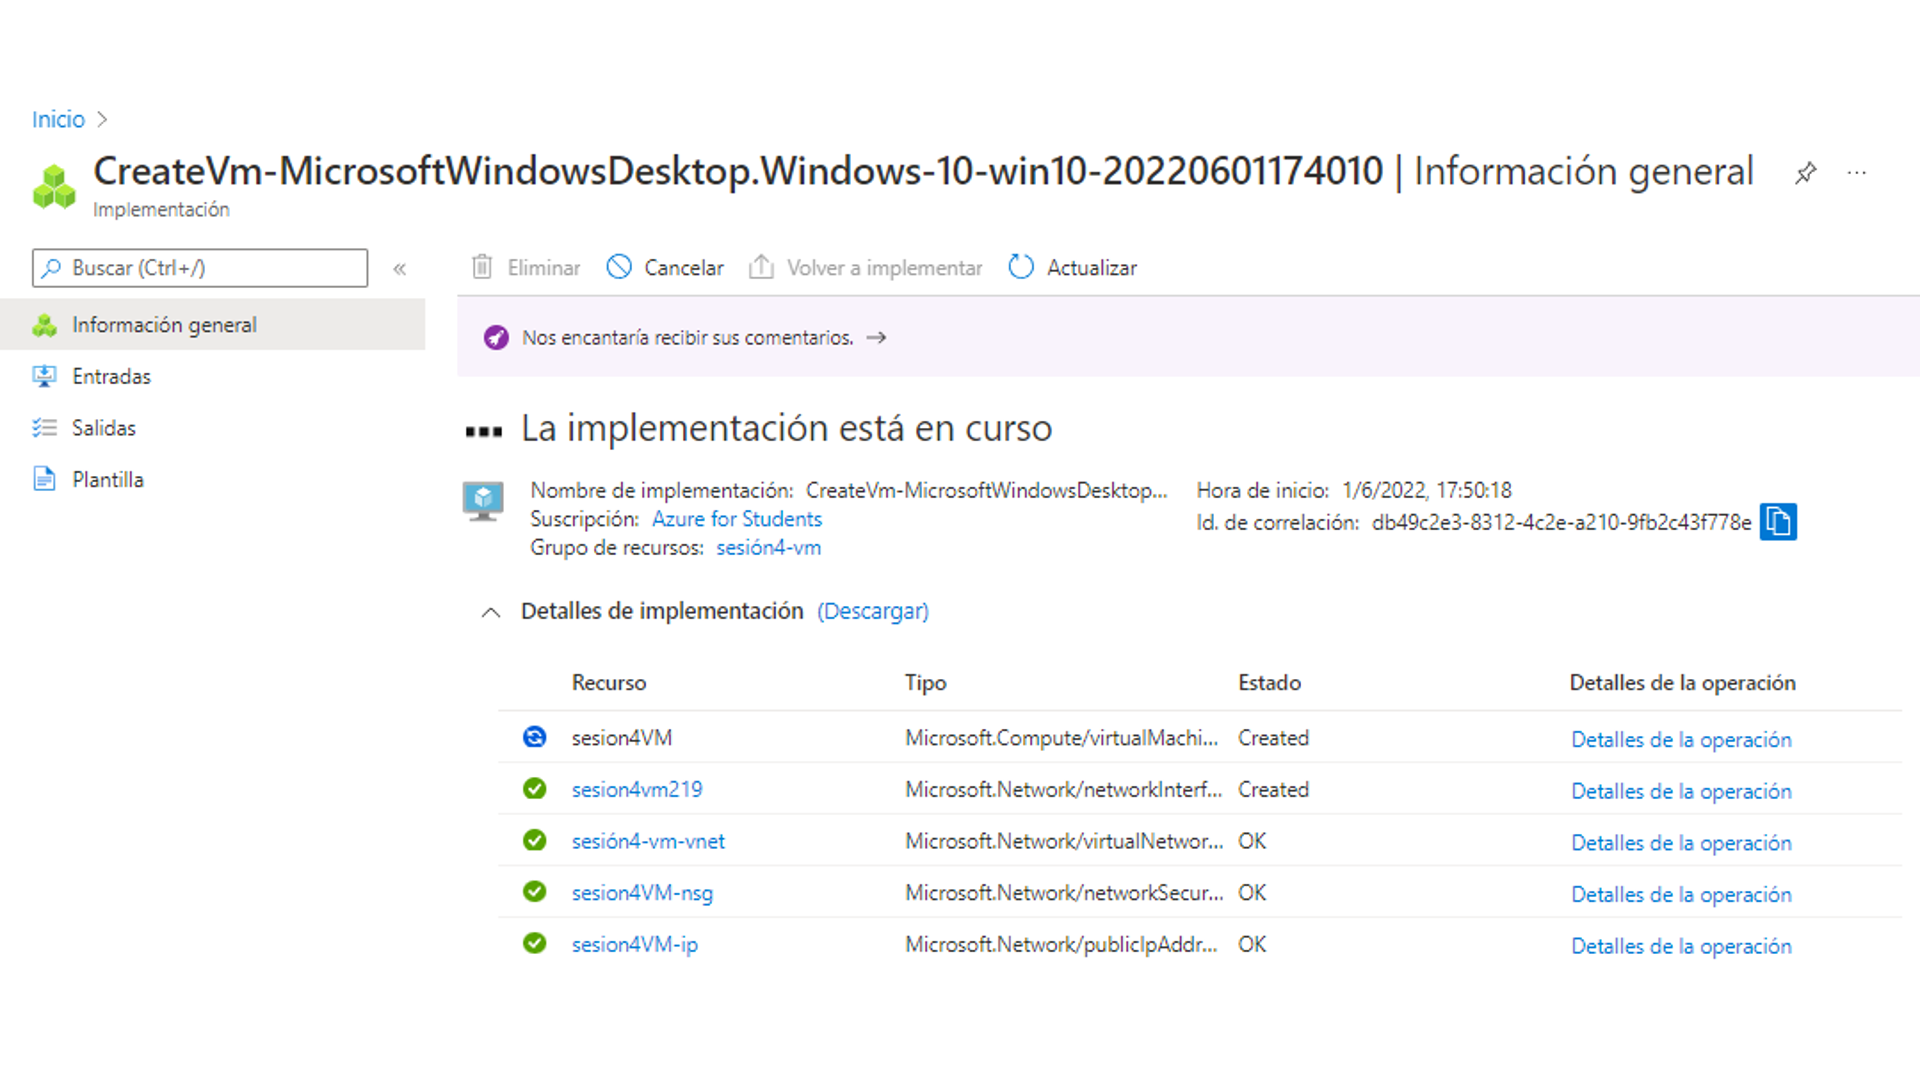 Inicio >
CreateVm-MicrosoftWindowsDesktop.Windows-10-win10-20220601174010 | Información general ...
Implementación
Buscar (Ctrl+/) «
Eliminar Cancelar Volver a implementar Actualizar
Información general
Entradas
Salidas
Plantilla
Nos encantaría recibir sus comentarios. →
La implementación está en curso
Nombre de implementación: CreateVm-MicrosoftWindowsDesktop... Hora de inicio: 1/6/2022, 17:50:18
Suscripción: Azure for Students Id. de correlación: db49c2e3-8312-4c2e-a210-9fb2c43f778e
Grupo de recursos: sesión4-vm
Detalles de implementación (Descargar)
Recurso Tipo Estado Detalles de la operación
sesion4VM Microsoft.Compute/virtualMachi... Created Detalles de la operación
sesion4vm219 Microsoft.Network/networkInterf... Created Detalles de la operación
sesión4-vm-vnet Microsoft.Network/virtualNetwor... OK Detalles de la operación
sesion4VM-nsg Microsoft.Network/networkSecur... OK Detalles de la operación
sesion4VM-ip Microsoft.Network/publicIpAddr... OK Detalles de la operación